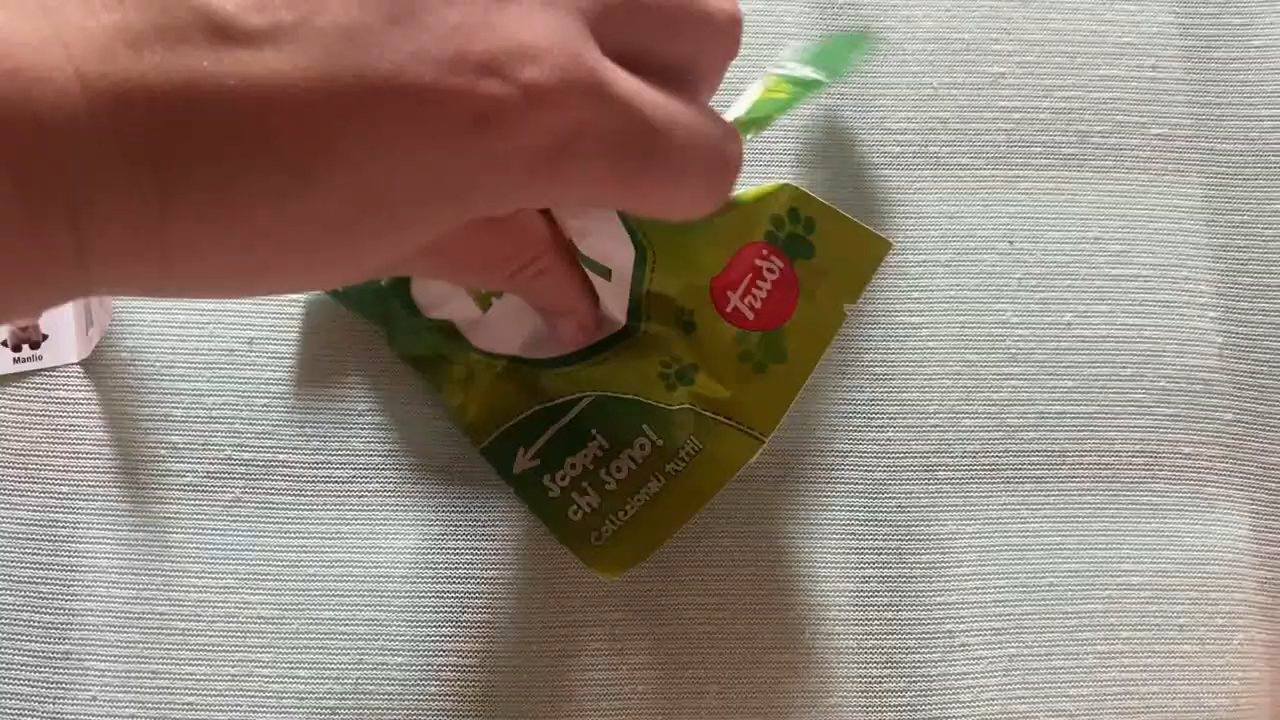 trudi
Scopri
chi sono!
Collezionali tutti!
Manlio